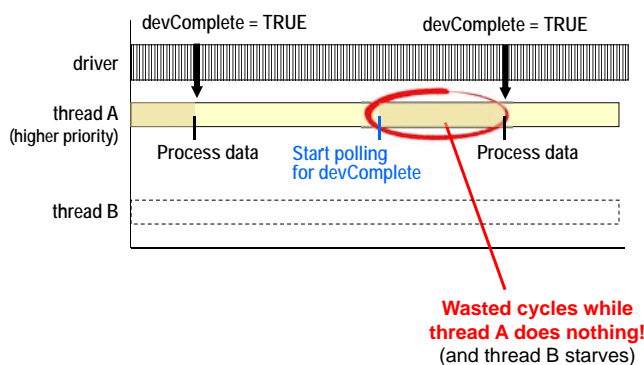 devComplete = TRUE
devComplete = TRUE
driver
thread A
(higher priority)
Process data
Start polling
for devComplete
Process data
thread B
Wasted cycles while
thread A does nothing!
(and thread B starves)